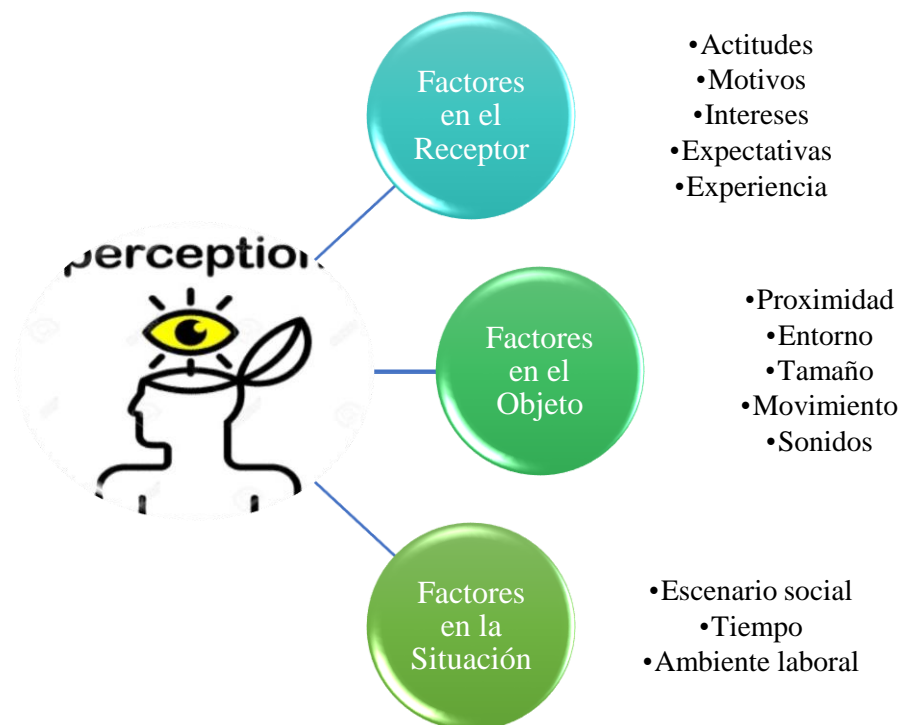 perception
Factores
en el
Receptor
•Actitudes
•Motivos
•Intereses
•Expectativas
•Experiencia
Factores
en el
Objeto
•Proximidad
•Entorno
•Tamaño
•Movimiento
•Sonidos
Factores
en la
Situación
•Escenario social
•Tiempo
•Ambiente laboral